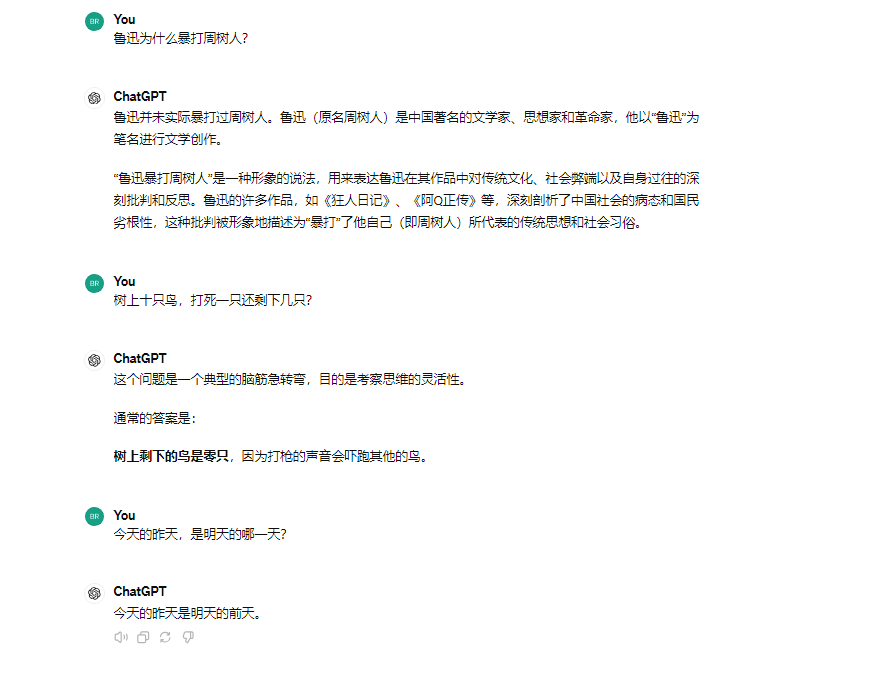 BR
You
鲁迅为什么暴打周树人?
ChatGPT
鲁迅并未实际暴打过周树人。鲁迅（原名周树人）是中国著名的文学家、思想家和革命家，他以“鲁迅”为
笔名进行文学创作。
“鲁迅暴打周树人”是一种形象的说法，用来表达鲁迅在其作品中对传统文化、社会弊端以及自身过往的深
刻批判和反思。鲁迅的许多作品，如《狂人日记》、《阿Q正传》等，深刻剖析了中国社会的病态和国民
劣根性，这种批判被形象地描述为“暴打”了他自己（即周树人）所代表的传统思想和社会习俗。
BR
You
树上十只鸟，打死一只还剩下几只?
ChatGPT
这个问题是一个典型的脑筋急转弯，目的是考察思维的灵活性。
通常的答案是：
树上剩下的鸟是零只，因为打枪的声音会吓跑其他的鸟。
BR
You
今天的昨天，是明天的哪一天?
ChatGPT
今天的昨天是明天的前天。